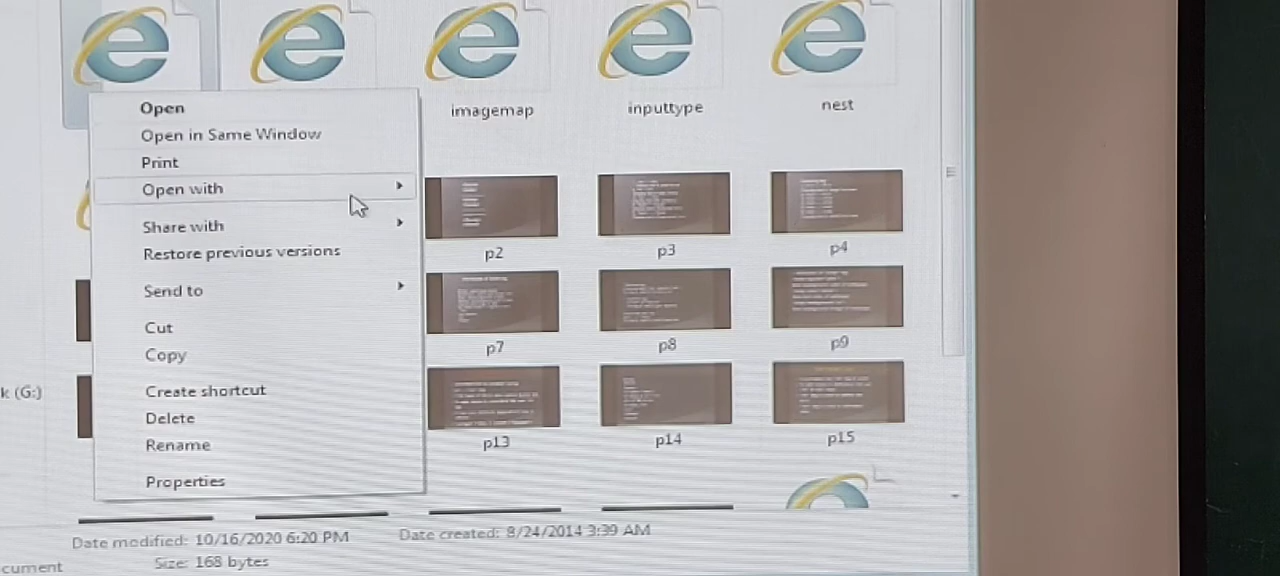 imagemap
inputtype
nest
Open
Open in Same Window
Print
Open with
Share with
Restore previous versions
Send to
Cut
Copy
Create shortcut
Delete
Rename
Properties
p2
p3
p4
p7
p8
p9
k (G:)
p13
p14
p15
Date modified: 10/16/2020 6:20 PM
Date created: 8/24/2014 3:39 AM
cument
Size: 168 bytes